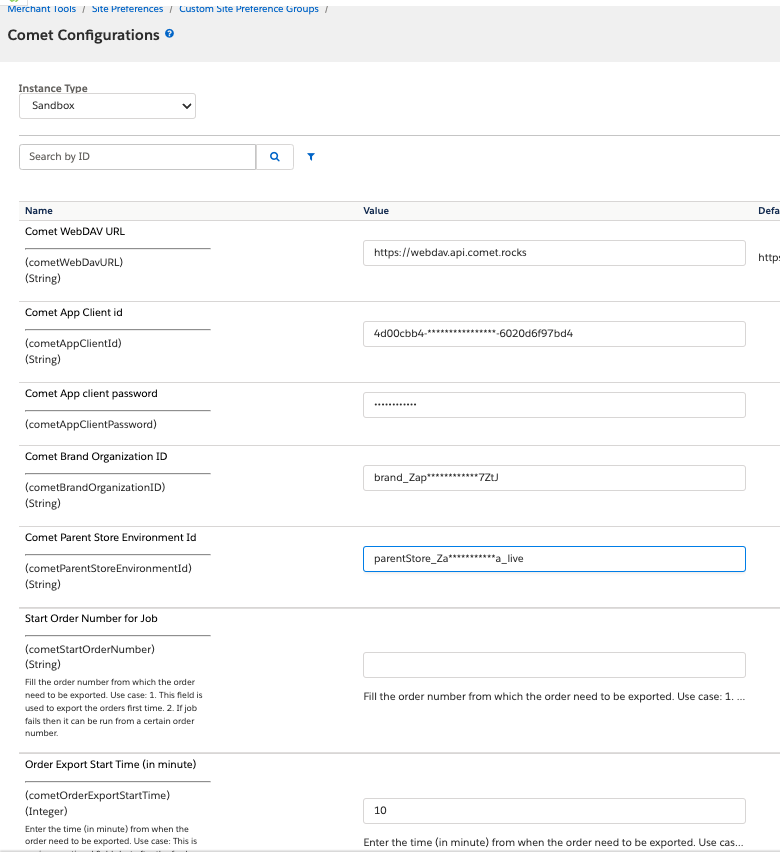 Merchant Tools / Site Preferences / Custom Site Preference Groups /
Comet Configurations ?
Instance Type
Sandbox
Search by ID
Name Value Defa
Comet WebDAV URL
(cometWebDavURL)
(String)
https://webdav.api.comet.rocks
https
Comet App Client id
(cometAppClientId)
(String)
4d00cbb4-****************-6020d6f97bd4
Comet App client password
(cometAppClientPassword)
••••••••••••
Comet Brand Organization ID
(cometBrandOrganizationID)
(String)
brand_Zap************7ZtJ
Comet Parent Store Environment Id
(cometParentStoreEnvironmentId)
(String)
parentStore_Za***********a_live
Start Order Number for Job
(cometStartOrderNumber)
(String)
Fill the order number from which the order
need to be exported. Use case: 1. This field is
used to export the orders first time. 2. If job
fails then it can be run from a certain order
number.
Fill the order number from which the order need to be exported. Use case: 1. ...
Order Export Start Time (in minute)
(cometOrderExportStartTime)
(Integer)
Enter the time (in minute) from when the
order need to be exported. Use case: This is
10
Enter the time (in minute) from when the order need to be exported. Use cas...